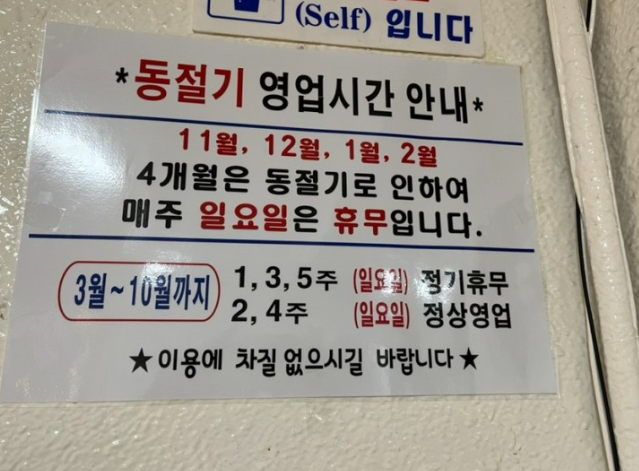 (Self) 입니다
*동절기 영업시간 안내*
11월, 12월, 1월, 2월
4개월은 동절기로 인하여
매주 일요일은 휴무입니다.
3월~10월까지
1, 3, 5주 (일요일) 정기휴무
2, 4주 (일요일) 정상영업
★이용에 차질 없으시길 바랍니다★